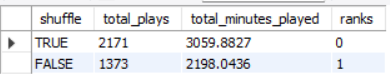 shuffle total_plays total_minutes_played ranks
TRUE 2171 3059.8827 0
FALSE 1373 2198.0436 1